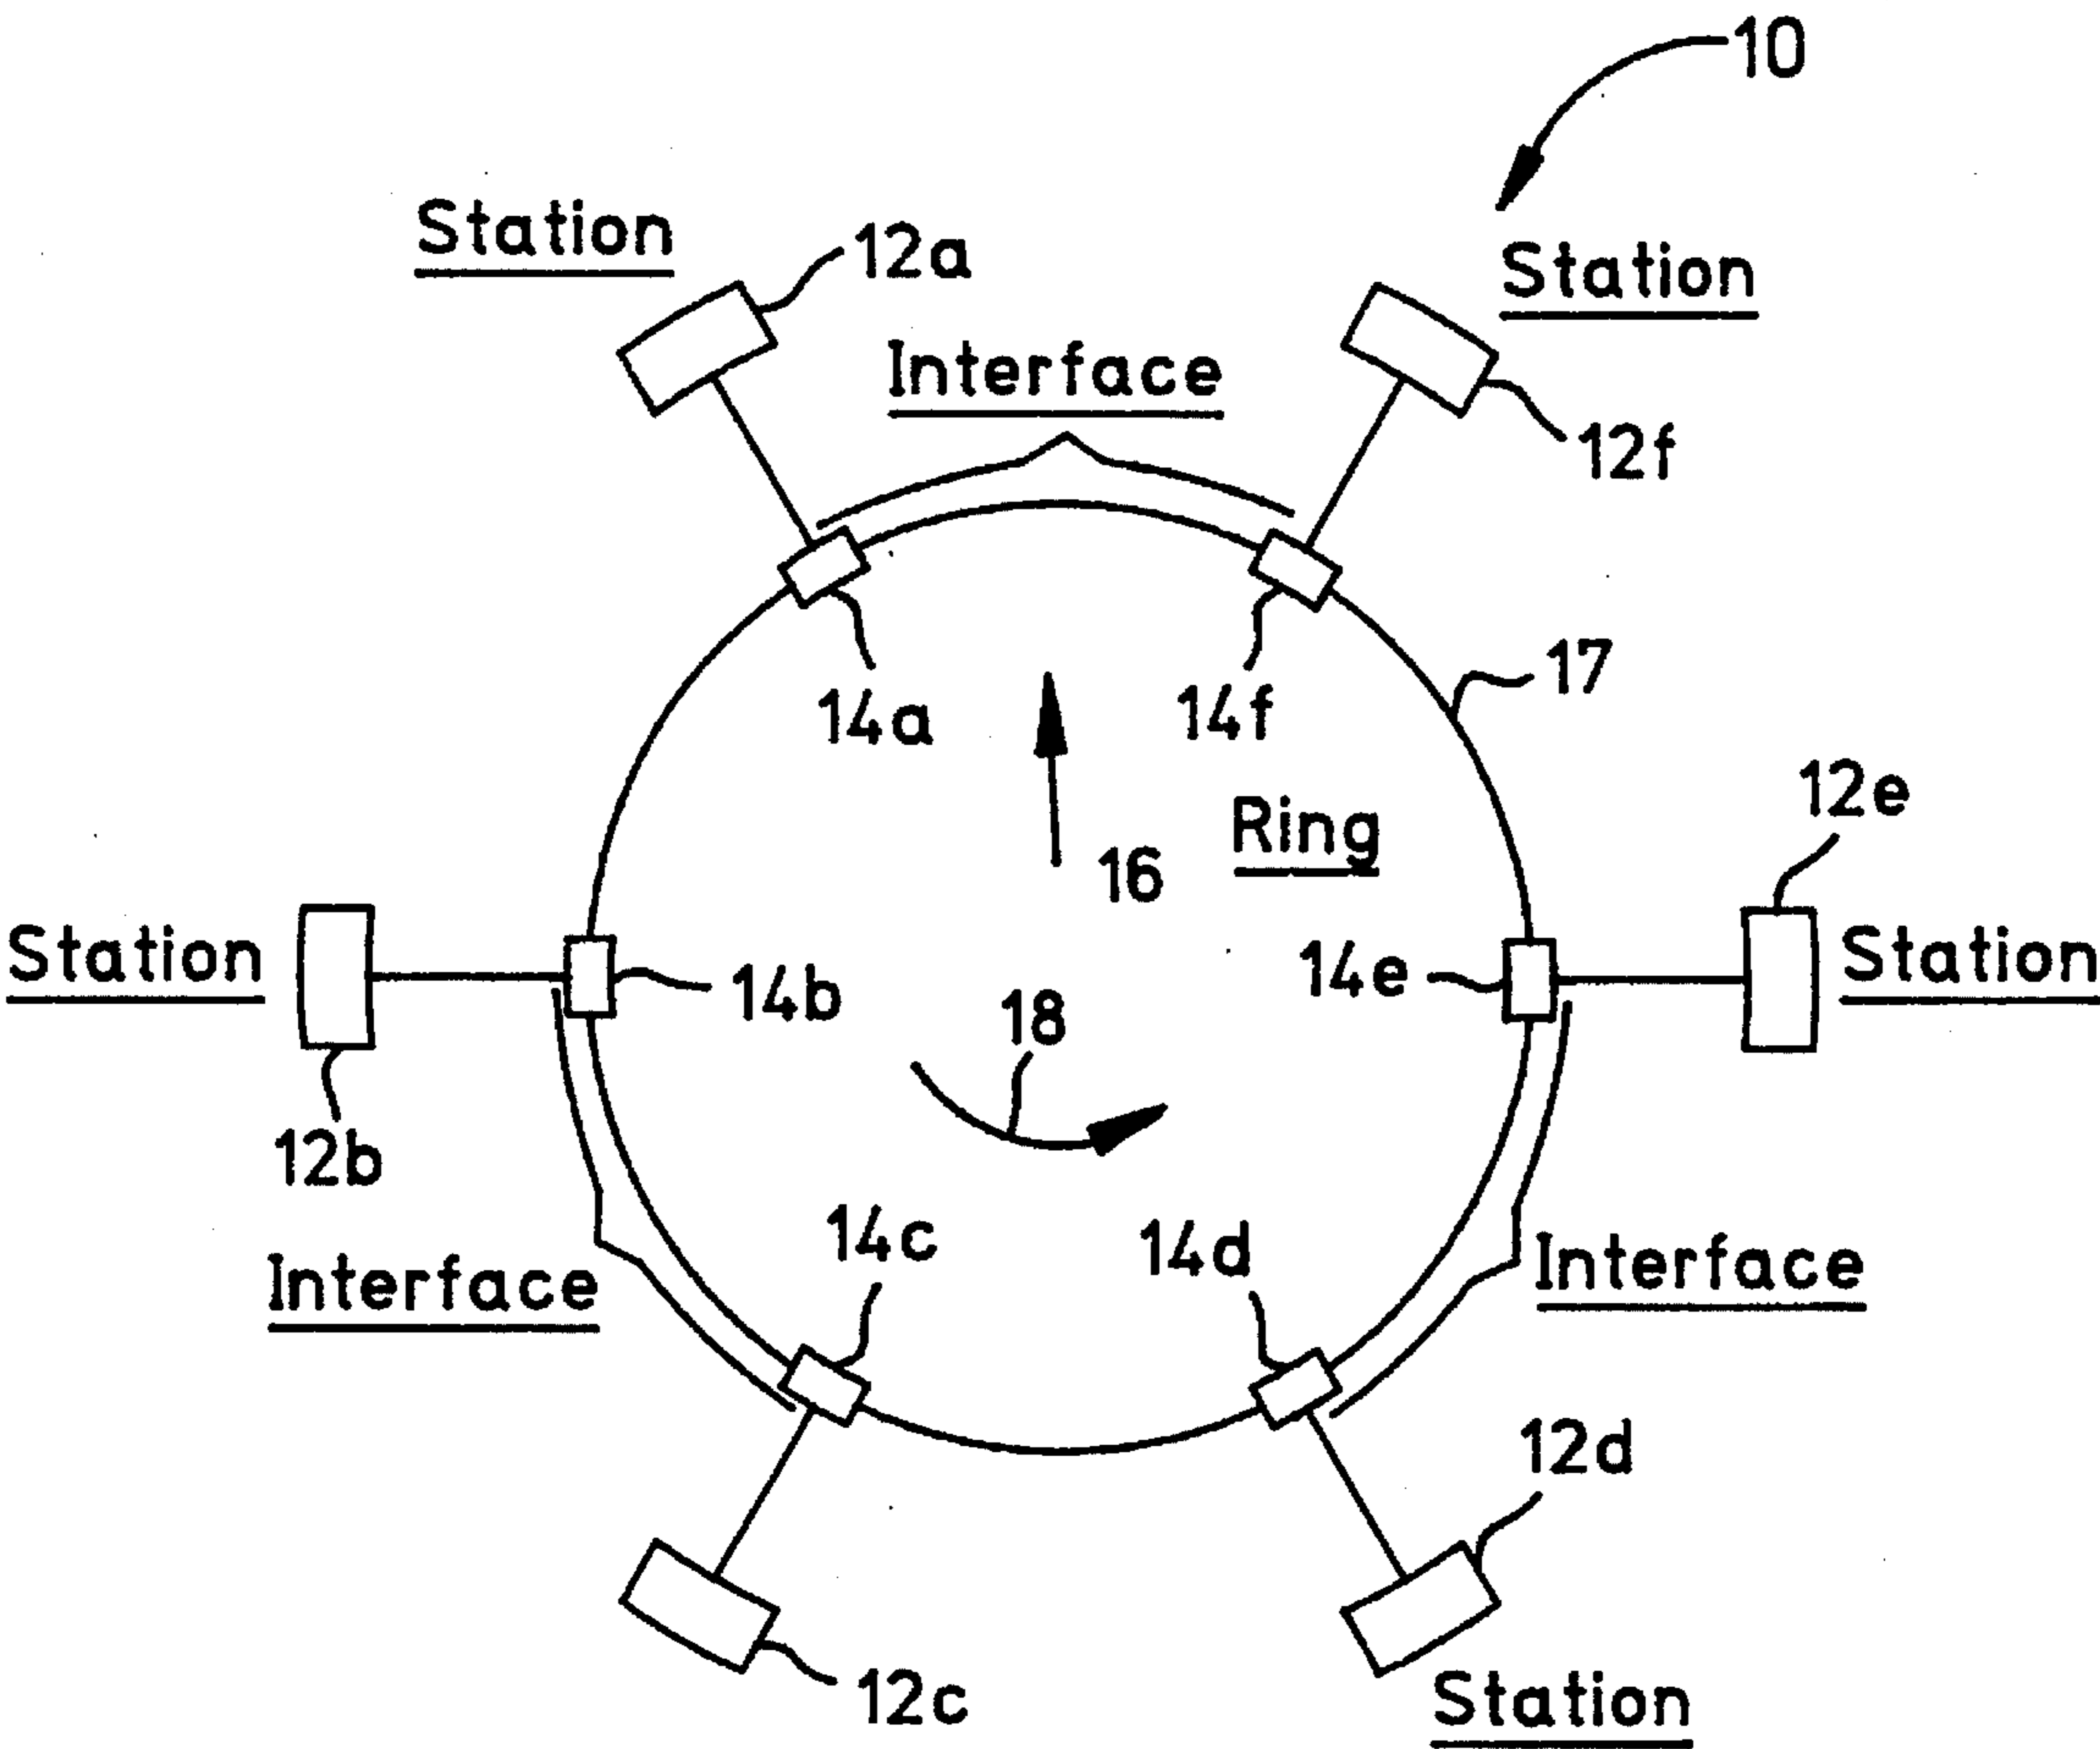 10
Station
12a
Station
Interface
12f
14a
14f
17
12e
Ring
16
Station
14b
14e
Station
18
12b
14c
14d
Interface
Interface
12d
12c
Station